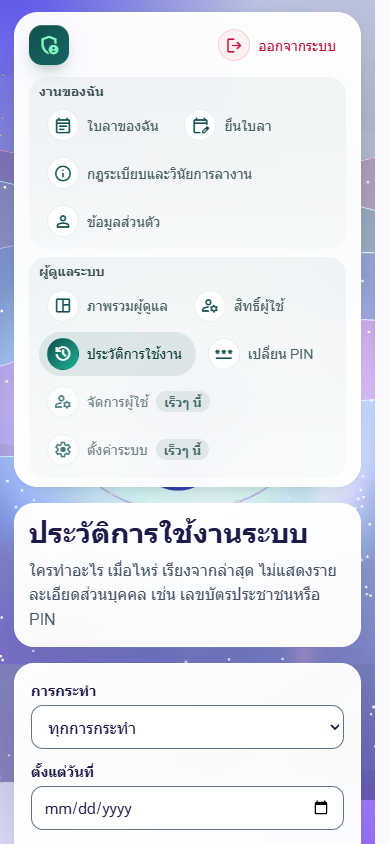 ออกจากระบบ
งานของฉัน
ใบลาของฉัน ยื่นใบลา
กฎระเบียบและวินัยการลางาน
ข้อมูลส่วนตัว
ผู้ดูแลระบบ
ภาพรวมผู้ดูแล สิทธิ์ผู้ใช้
ประวัติการใช้งาน เปลี่ยน PIN
จัดการผู้ใช้ เร็วๆ นี้
ตั้งค่าระบบ เร็วๆ นี้
ประวัติการใช้งานระบบ
ใครทำอะไร เมื่อไหร่ เรียงจากล่าสุด ไม่แสดงราย
ละเอียดส่วนบุคคล เช่น เลขบัตรประชาชนหรือ
PIN
การกระทำ
ทุกการกระทำ
ตั้งแต่วันที่
mm/dd/yyyy